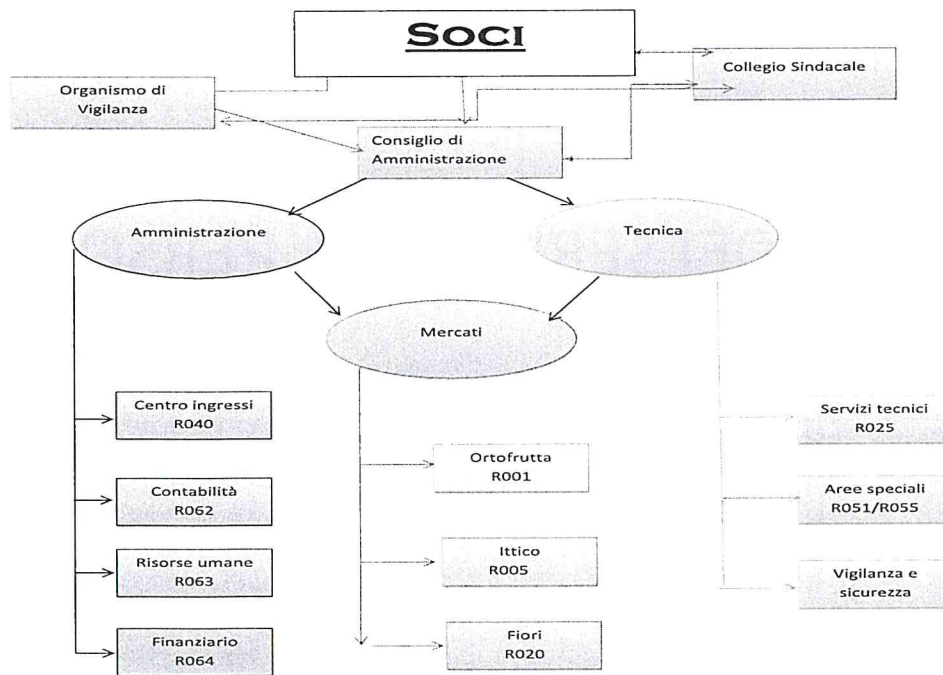 SOCI
Collegio Sindacale
Organismo di
Vigilanza
Consiglio di
Amministrazione
Amministrazione
Tecnica
Mercati
Centro ingressi
R040
Servizi tecnici
R025
Ortofrutta
R001
Contabilità
R062
Aree speciali
R051/R055
Ittico
R005
Risorse umane
R063
Vigilanza e
sicurezza
Finanziario
R064
Fiori
R020